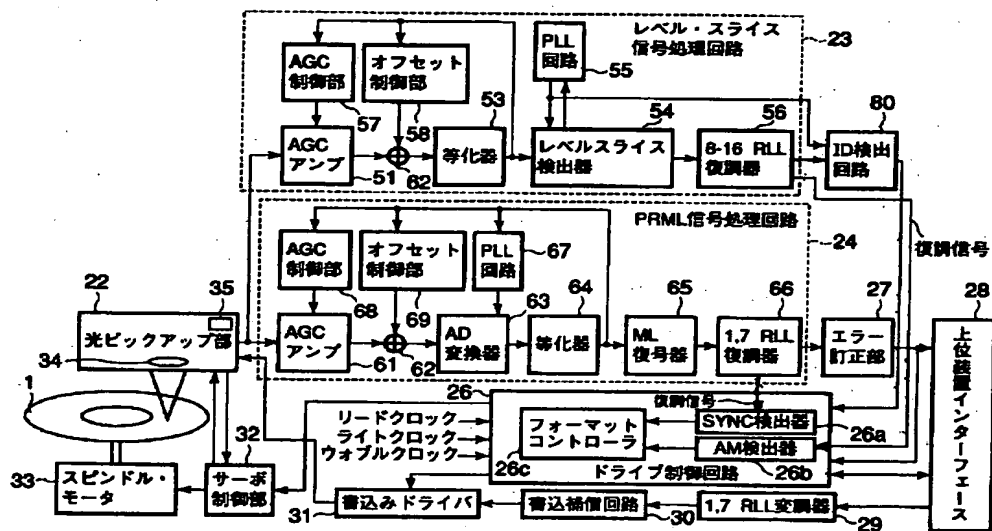 レベル・スライス
信号処理回路
23
AGC
制御部
57
オフセット
制御部
58
53
PLL
回路
55
54
56
80
AGC
アンプ
51
62
等化器
レベルスライス
検出器
8-16 RLL
復調器
ID検出
回路
PRML信号処理回路
24
復調信号
AGC
制御部
68
オフセット
制御部
69
PLL
回路
67
63
64
65
66
27
28
22
35
光ピックアップ部
34
AGC
アンプ
61
62
AD
変換器
等化器
ML
復号器
1,7 RLL
復調器
エラー
訂正部
上位装置インターフェース
1
26
復調信号
リードクロック
ライトクロック
ウォブルクロック
フォーマット
コントローラ
26c
SYNC検出器
26a
AM検出器
26b
ドライブ制御回路
32
33
スピンドル・
モータ
サーボ
制御部
31
書込みドライバ
書込補償回路
30
1,7 RLL変調器
29